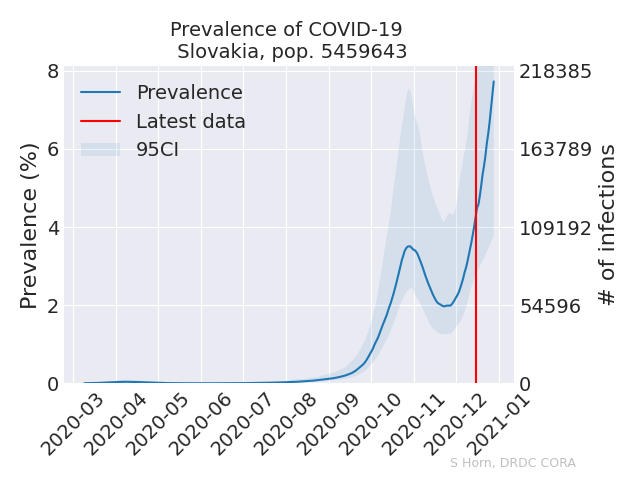 Prevalence of COVID-19
Slovakia, pop. 5459643
Prevalence (%)
8
6
4
2
0
Prevalence
Latest data
95CI
218385
163789
109192
54596
0
# of infections
2020-03
2020-04
2020-05
2020-06
2020-07
2020-08
2020-09
2020-10
2020-11
2020-12
2021-01
S Horn, DRDC CORA